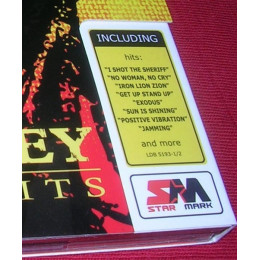 INCLUDING
hits:
"I SHOT THE SHERIFF"
"NO WOMAN, NO CRY"
"IRON LION ZION"
"GET UP STAND UP"
"EXODUS"
"SUN IS SHINING"
"POSITIVE VIBRATION"
"JAMMING"
and more
LDB 5193-1/2
EY
ITS
SM
STAR MARK